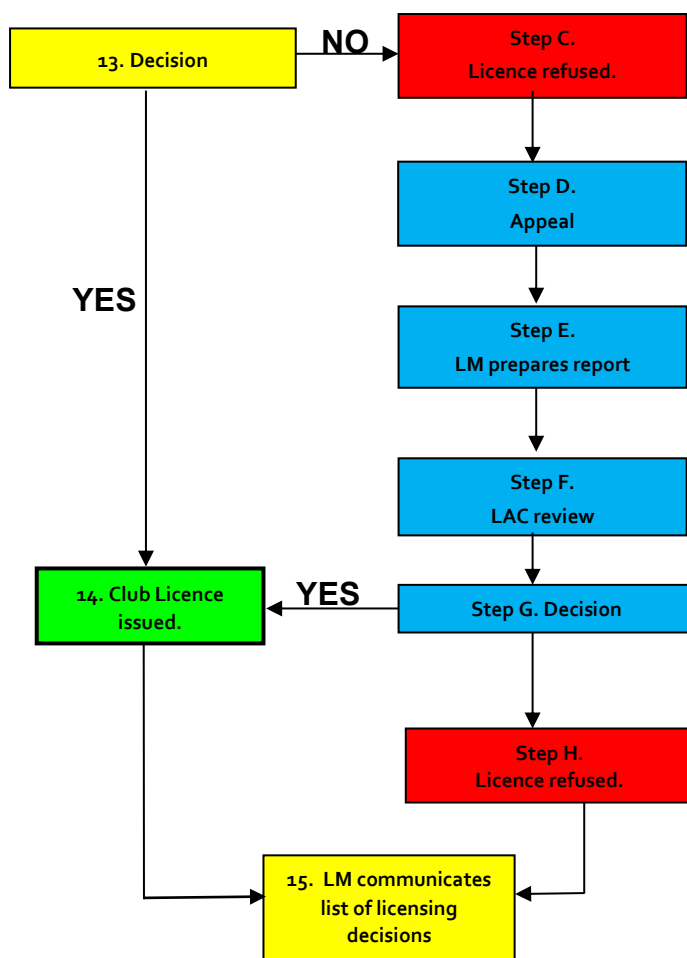 13. Decision
NO
Step C.
Licence refused.
Step D.
Appeal
YES
Step E.
LM prepares report
Step F.
LAC review
14. Club Licence
issued.
YES
Step G. Decision
Step H.
Licence refused.
15. LM communicates
list of licensing
decisions